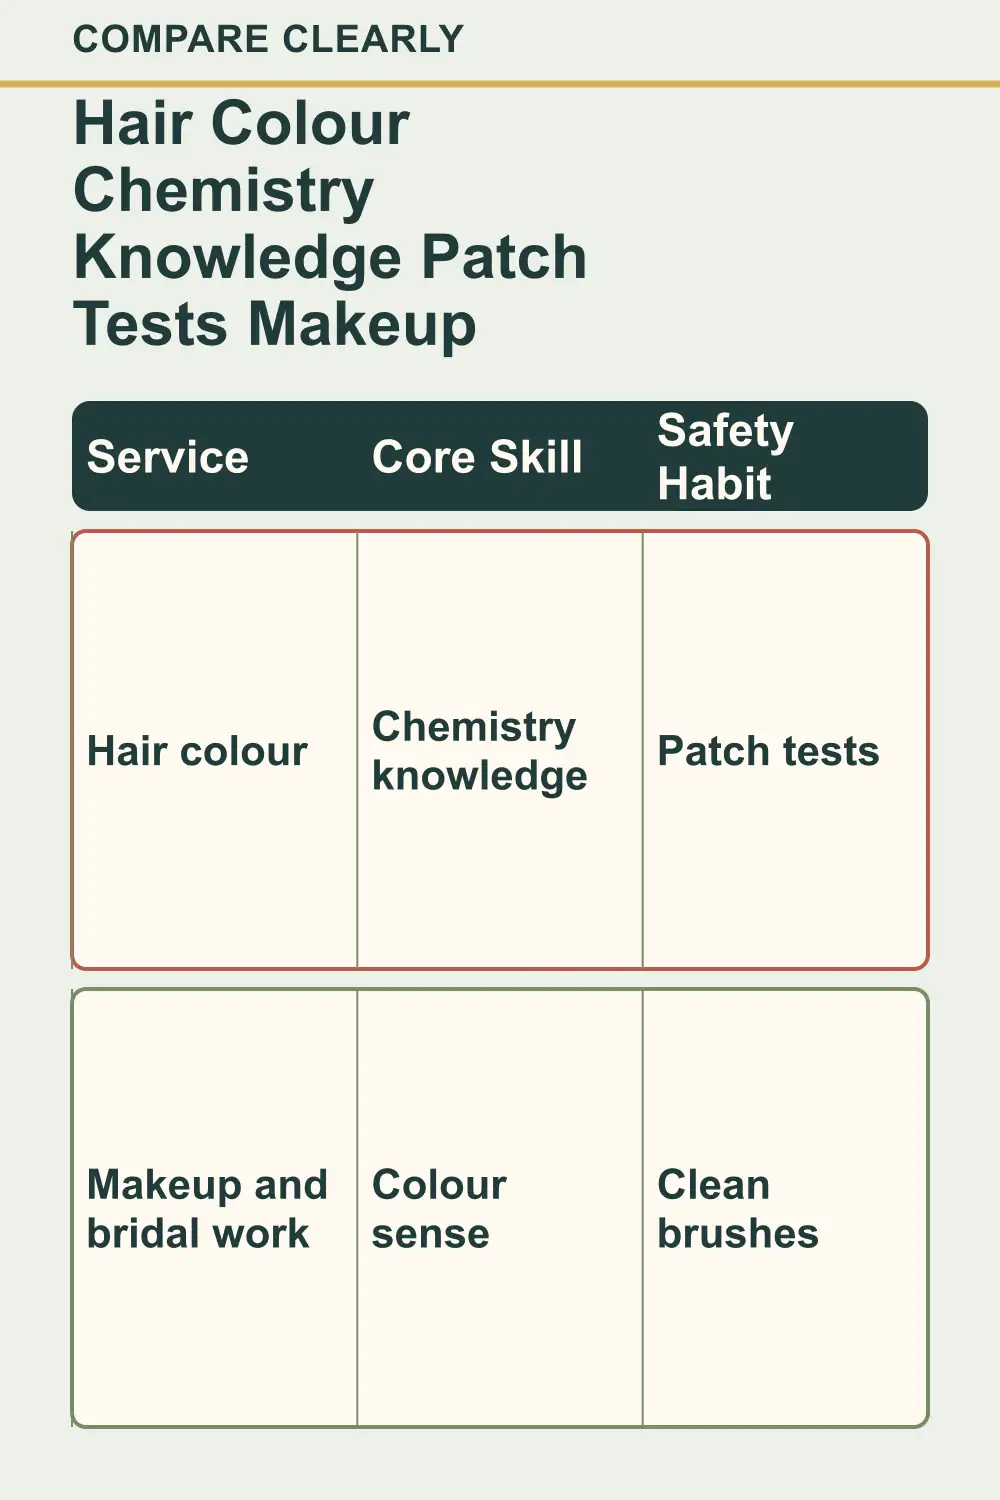 COMPARE CLEARLY
Hair Colour
Chemistry
Knowledge Patch
Tests Makeup
Service
Core Skill
Safety
Habit
Hair colour
Chemistry
knowledge
Patch tests
Makeup and
bridal work
Colour
sense
Clean
brushes